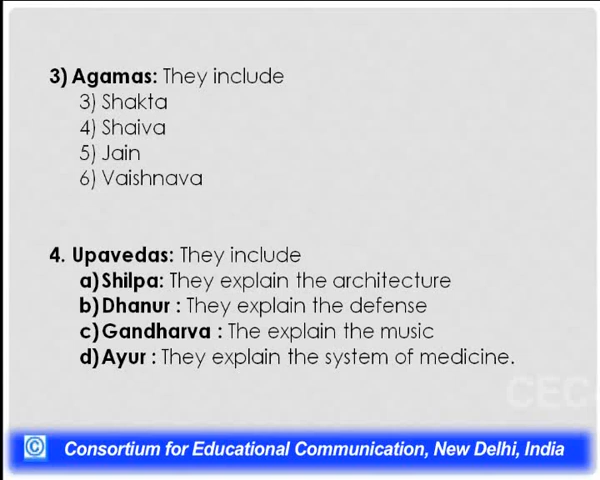 3) Agamas: They include
3) Shakta
4) Shaiva
5) Jain
6) Vaishnava
4. Upavedas: They include
a) Shilpa: They explain the architecture
b) Dhanur : They explain the defense
c) Gandharva : The explain the music
d) Ayur : They explain the system of medicine.
CEC
© Consortium for Educational Communication, New Delhi, India